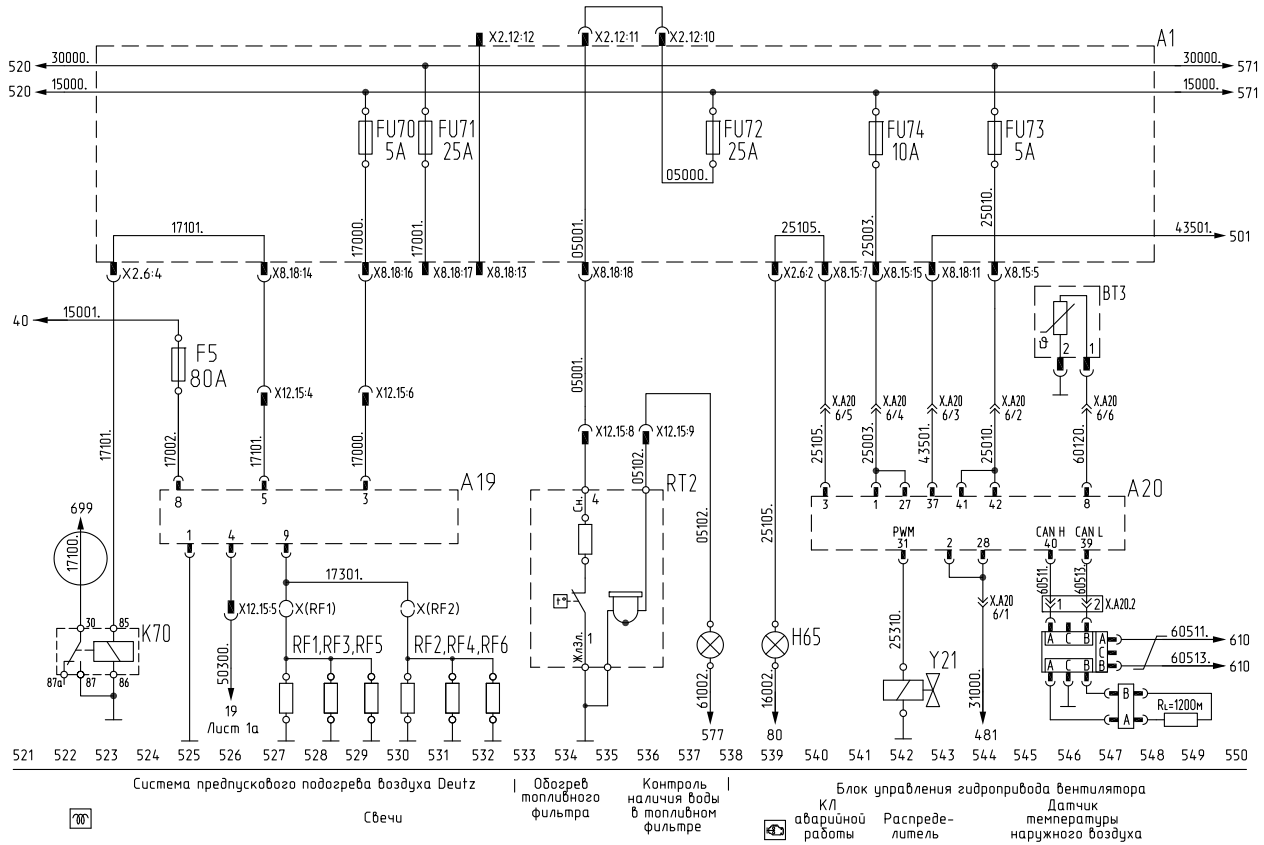 X2.12:12
X2.12:11
X2.12:10
A1
520
30000.
30000.
571
520
15000.
15000.
571
FU70
5A
FU71
25A
FU72
25A
FU74
10A
FU73
5A
05000.
17101.
17000.
17001.
05001.
25105.
25003.
25010.
43501.
501
X2.6:4
X8.18:14
X8.18:16
X8.18:17
X8.18:13
X8.18:18
X2.6:2
X8.15:7
X8.15:15
X8.18:11
X8.15:5
40
15001.
F5
80A
BT3
ϑ
2
1
X12.15:4
X12.15:6
05001.
X.A20
6/5
X.A20
6/4
X.A20
6/3
X.A20
6/2
X.A20
6/6
17101.
17002.
17101.
17000.
X12.15:8
X12.15:9
05102.
25105.
25003.
43501.
25010.
60120.
A19
8
5
3
RT2
4
A20
3
1
27
37
41
42
8
699
17100.
1
4
9
Сн.
05102.
25105.
PWM
31
2
28
CAN H
40
CAN L
39
17301.
X12.15:5
X(RF1)
X(RF2)
t°
60511.
60513.
1
2
X.A20.2
X.A20
6/1
30
85
K70
87a
87
86
50300.
RF1,RF3,RF5
RF2,RF4,RF6
ЖлЗл.
1
H65
25310.
Y21
A
C
B
A
C
B
A
C
B
60511.
610
60513.
610
19
Лист 1а
61002.
577
16002.
80
31000.
481
B
A
RL=120Ом
521
522
523
524
525
526
527
528
529
530
531
532
533
534
535
536
537
538
539
540
541
542
543
544
545
546
547
548
549
550
Система предпускового подогрева воздуха Deutz
Свечи
Обогрев
топливного
фильтра
Контроль
наличия воды
в топливном
фильтре
Блок управления гидропривода вентилятора
КЛ
аварийной
работы
Распреде-
литель
Датчик
температуры
наружного воздуха